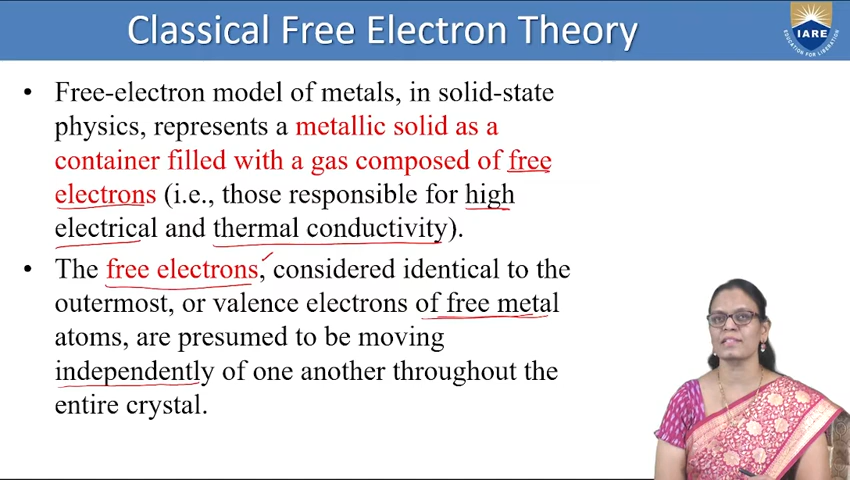 Classical Free Electron Theory
IARE
EDUCATION FOR LIBERATION
• Free-electron model of metals, in solid-state
physics, represents a metallic solid as a
container filled with a gas composed of free
electrons (i.e., those responsible for high
electrical and thermal conductivity).
• The free electrons, considered identical to the
outermost, or valence electrons of free metal
atoms, are presumed to be moving
independently of one another throughout the
entire crystal.